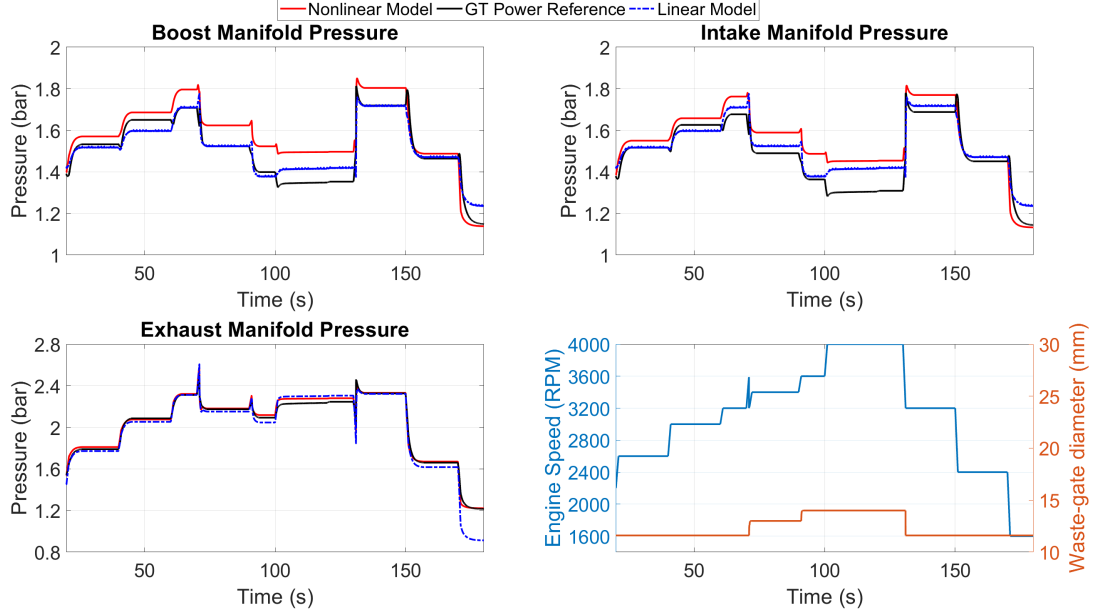 Nonlinear Model GT Power Reference Linear Model
Boost Manifold Pressure
2
1.8
1.6
1.4
1.2
1
Pressure (bar)
50 100 150
Time (s)
Intake Manifold Pressure
2
1.8
1.6
1.4
1.2
1
Pressure (bar)
50 100 150
Time (s)
Exhaust Manifold Pressure
2.8
2.4
2
1.6
1.2
0.8
Pressure (bar)
50 100 150
Time (s)
4000
3600
3200
2800
2400
2000
1600
Engine Speed (RPM)
30
25
20
15
10
Waste-gate diameter (mm)
50 100 150
Time (s)